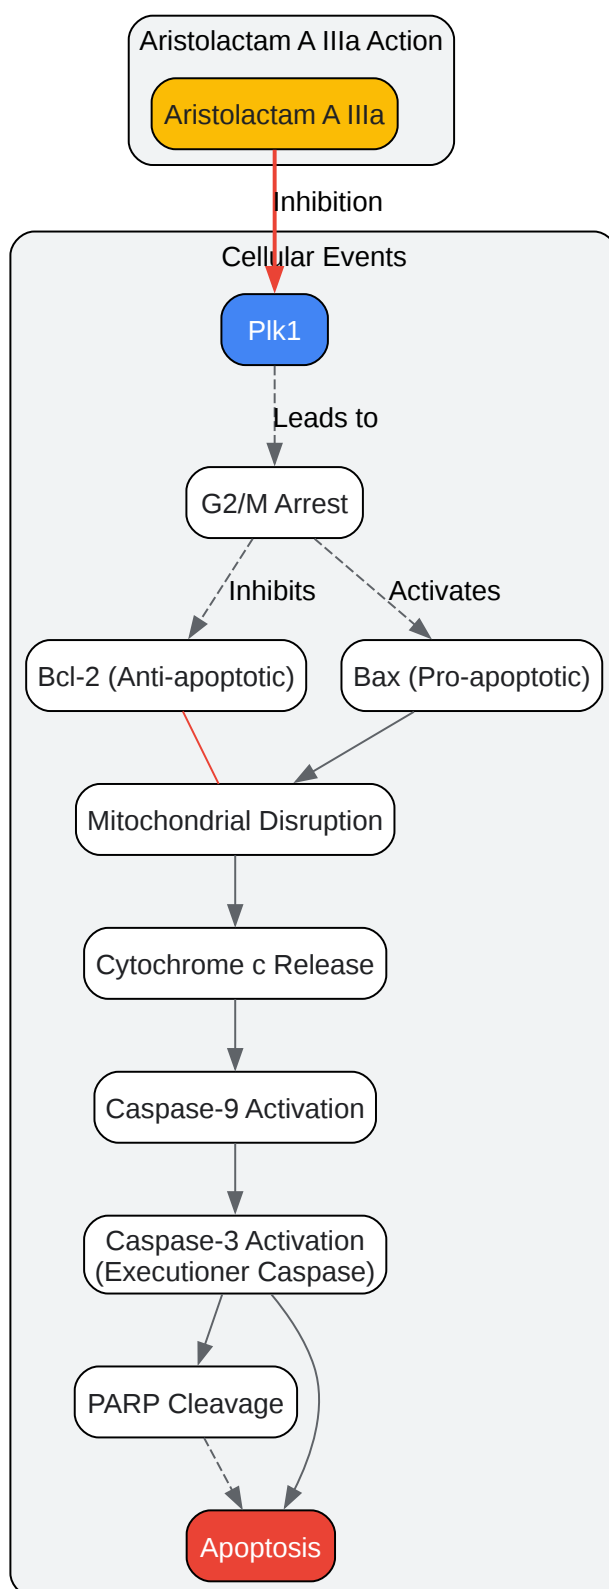 Aristolactam A IIIa Action
Aristolactam A IIIa
Inhibition
Cellular Events
Plk1
Leads to
G2/M Arrest
Inhibits
Activates
Bcl-2 (Anti-apoptotic)
Bax (Pro-apoptotic)
Mitochondrial Disruption
Cytochrome c Release
Caspase-9 Activation
Caspase-3 Activation
(Executioner Caspase)
PARP Cleavage
Apoptosis